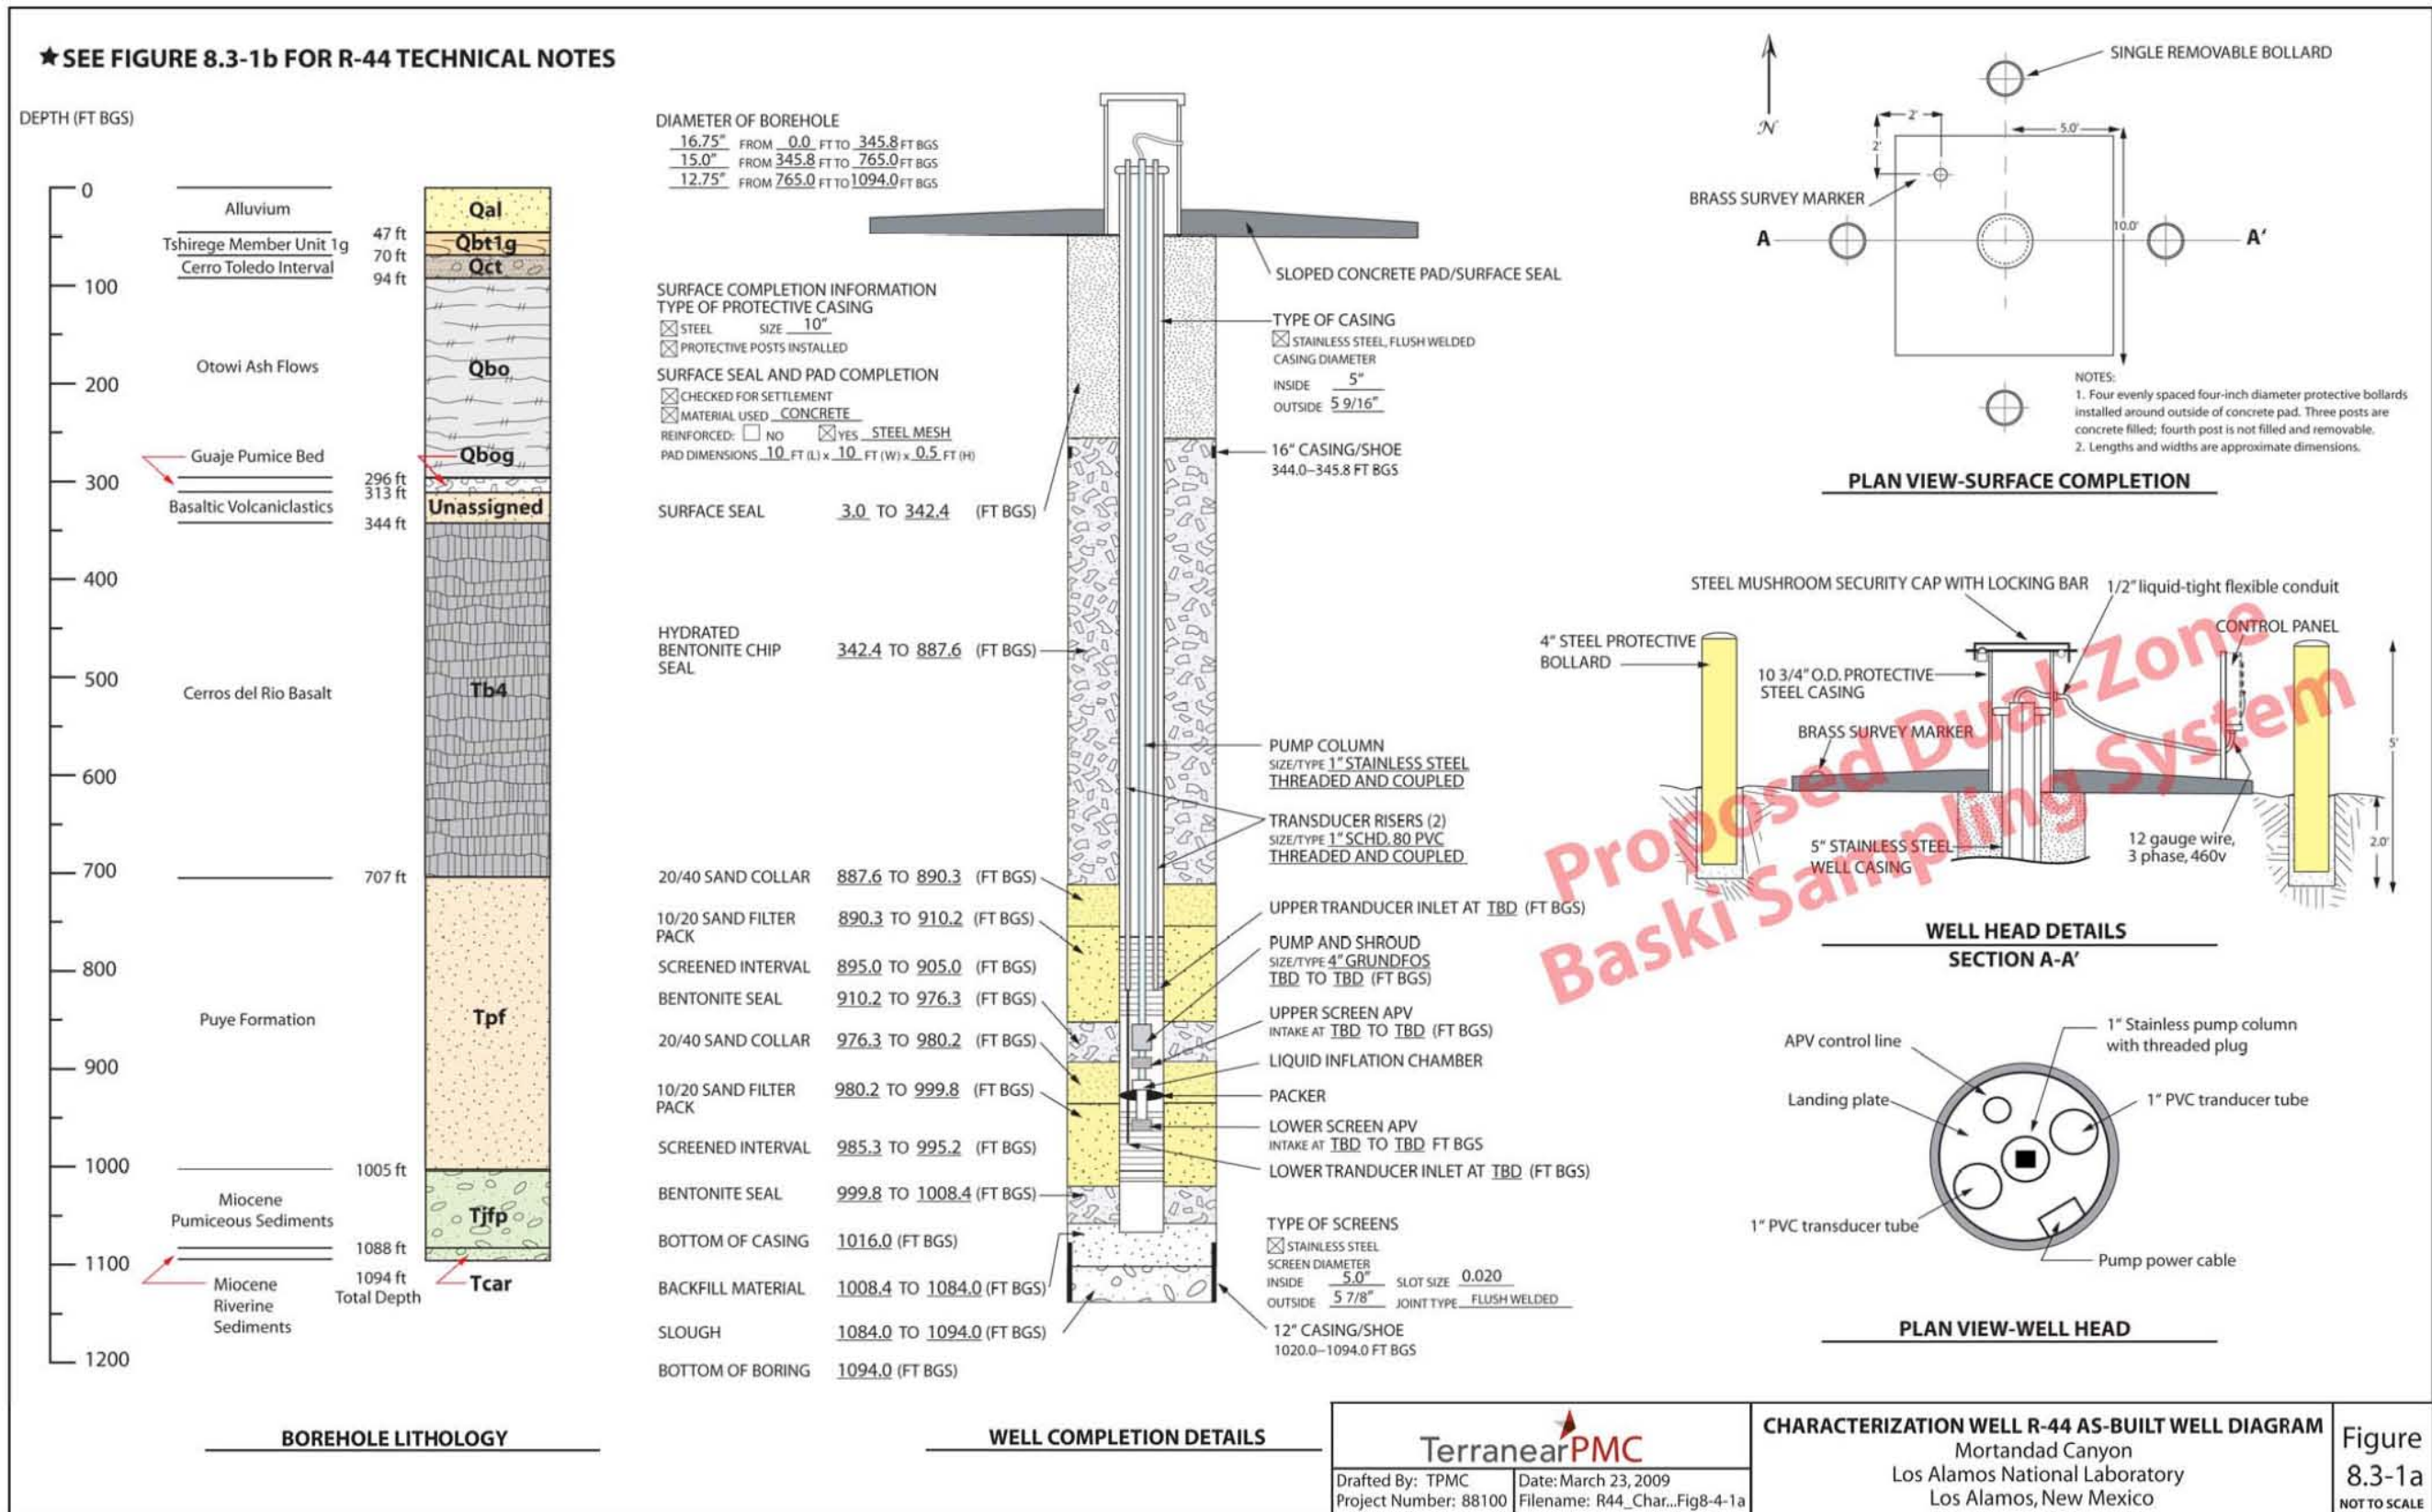 ★ SEE FIGURE 8.3-1b FOR R-44 TECHNICAL NOTES
DEPTH (FT BGS)
0
100
200
300
400
500
600
700
800
900
1000
1100
1200
Alluvium
47 ft
Tshirege Member Unit 1g
70 ft
Cerro Toledo Interval
94 ft
Otowi Ash Flows
Guaje Pumice Bed
296 ft
313 ft
Basaltic Volcaniclastics
344 ft
Cerros del Rio Basalt
707 ft
Puye Formation
1005 ft
Miocene
Pumiceous Sediments
1088 ft
1094 ft
Total Depth
Miocene
Riverine
Sediments
Qal
Qbt1g
Qct
Qbo
Qbog
Unassigned
Tb4
Tpf
Tjfp
Tcar
BOREHOLE LITHOLOGY
DIAMETER OF BOREHOLE
16.75" FROM 0.0 FT TO 345.8 FT BGS
15.0" FROM 345.8 FT TO 765.0 FT BGS
12.75" FROM 765.0 FT TO 1094.0 FT BGS
SURFACE COMPLETION INFORMATION
TYPE OF PROTECTIVE CASING
☒ STEEL SIZE 10"
☒ PROTECTIVE POSTS INSTALLED
SURFACE SEAL AND PAD COMPLETION
☒ CHECKED FOR SETTLEMENT
☒ MATERIAL USED CONCRETE
REINFORCED: ☐ NO ☒ YES STEEL MESH
PAD DIMENSIONS 10 FT (L) x 10 FT (W) x 0.5 FT (H)
SURFACE SEAL 3.0 TO 342.4 (FT BGS)
HYDRATED
BENTONITE CHIP 342.4 TO 887.6 (FT BGS)
SEAL
20/40 SAND COLLAR 887.6 TO 890.3 (FT BGS)
10/20 SAND FILTER 890.3 TO 910.2 (FT BGS)
PACK
SCREENED INTERVAL 895.0 TO 905.0 (FT BGS)
BENTONITE SEAL 910.2 TO 976.3 (FT BGS)
20/40 SAND COLLAR 976.3 TO 980.2 (FT BGS)
10/20 SAND FILTER 980.2 TO 999.8 (FT BGS)
PACK
SCREENED INTERVAL 985.3 TO 995.2 (FT BGS)
BENTONITE SEAL 999.8 TO 1008.4 (FT BGS)
BOTTOM OF CASING 1016.0 (FT BGS)
BACKFILL MATERIAL 1008.4 TO 1084.0 (FT BGS)
SLOUGH 1084.0 TO 1094.0 (FT BGS)
BOTTOM OF BORING 1094.0 (FT BGS)
SLOPED CONCRETE PAD/SURFACE SEAL
TYPE OF CASING
☒ STAINLESS STEEL, FLUSH WELDED
CASING DIAMETER
INSIDE 5"
OUTSIDE 5 9/16"
16" CASING/SHOE
344.0–345.8 FT BGS
PUMP COLUMN
SIZE/TYPE 1" STAINLESS STEEL
THREADED AND COUPLED
TRANSDUCER RISERS (2)
SIZE/TYPE 1" SCHD. 80 PVC
THREADED AND COUPLED
UPPER TRANDUCER INLET AT TBD (FT BGS)
PUMP AND SHROUD
SIZE/TYPE 4" GRUNDFOS
TBD TO TBD (FT BGS)
UPPER SCREEN APV
INTAKE AT TBD TO TBD (FT BGS)
LIQUID INFLATION CHAMBER
PACKER
LOWER SCREEN APV
INTAKE AT TBD TO TBD FT BGS
LOWER TRANDUCER INLET AT TBD (FT BGS)
TYPE OF SCREENS
☒ STAINLESS STEEL
SCREEN DIAMETER
INSIDE 5.0" SLOT SIZE 0.020
OUTSIDE 5 7/8" JOINT TYPE FLUSH WELDED
12" CASING/SHOE
1020.0–1094.0 FT BGS
WELL COMPLETION DETAILS
N
SINGLE REMOVABLE BOLLARD
2'
5.0'
2'
BRASS SURVEY MARKER
10.0'
A
A'
NOTES:
1. Four evenly spaced four-inch diameter protective bollards
installed around outside of concrete pad. Three posts are
concrete filled; fourth post is not filled and removable.
2. Lengths and widths are approximate dimensions.
PLAN VIEW-SURFACE COMPLETION
STEEL MUSHROOM SECURITY CAP WITH LOCKING BAR
1/2" liquid-tight flexible conduit
CONTROL PANEL
4" STEEL PROTECTIVE
BOLLARD
10 3/4" O.D. PROTECTIVE
STEEL CASING
BRASS SURVEY MARKER
5'
5" STAINLESS STEEL
WELL CASING
12 gauge wire,
3 phase, 460v
2.0'
Proposed Dual-Zone
Baski Sampling System
WELL HEAD DETAILS
SECTION A-A'
APV control line
1" Stainless pump column
with threaded plug
Landing plate
1" PVC tranducer tube
1" PVC transducer tube
Pump power cable
PLAN VIEW-WELL HEAD
TerranearPMC
Drafted By: TPMC
Date: March 23, 2009
Project Number: 88100
Filename: R44_Char...Fig8-4-1a
CHARACTERIZATION WELL R-44 AS-BUILT WELL DIAGRAM
Mortandad Canyon
Los Alamos National Laboratory
Los Alamos, New Mexico
Figure
8.3-1a
NOT TO SCALE